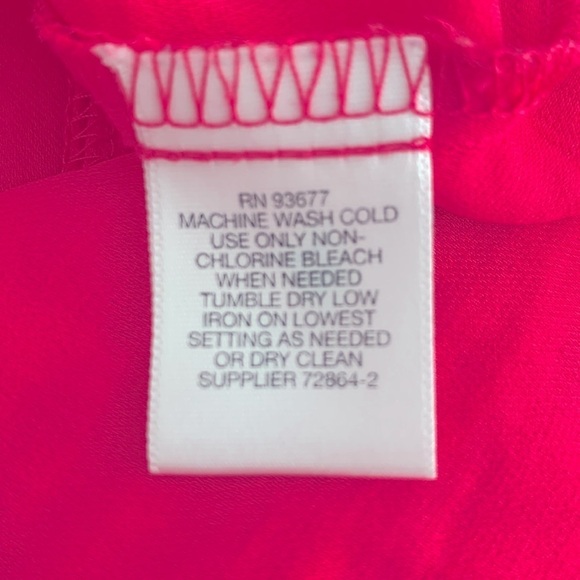 RN 93677
MACHINE WASH COLD
USE ONLY NON-
CHLORINE BLEACH
WHEN NEEDED
TUMBLE DRY LOW
IRON ON LOWEST
SETTING AS NEEDED
OR DRY CLEAN
SUPPLIER 72864-2